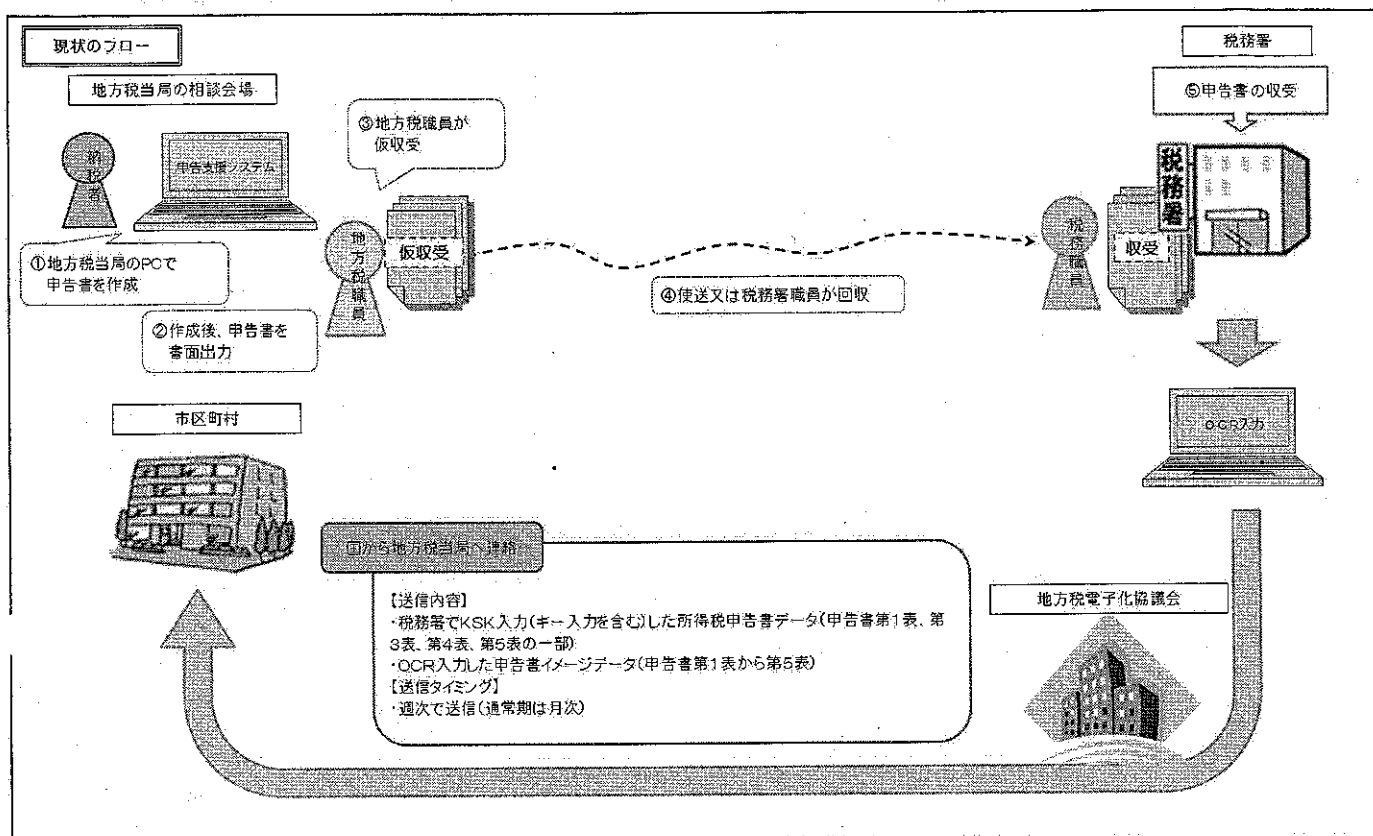 現状のフロー
地方税当局の相談会場
納税者
申告支援システム
①地方税当局のPCで
申告書を作成
②作成後、申告書を
書面出力
③地方税職員が
仮収受
地方税職員
仮収受
④使送又は税務署職員が回収
税務署
⑤申告書の収受
税務署
税務職員
収受
OCR入力
市区町村
国から地方税当局へ連絡
【送信内容】
・税務署でKSK入力(キー入力を含む)した所得税申告書データ(申告書第1表、第
3表、第4表、第5表の一部)
・OCR入力した申告書イメージデータ(申告書第1表から第5表)
【送信タイミング】
・週次で送信(通常期は月次)
地方税電子化協議会